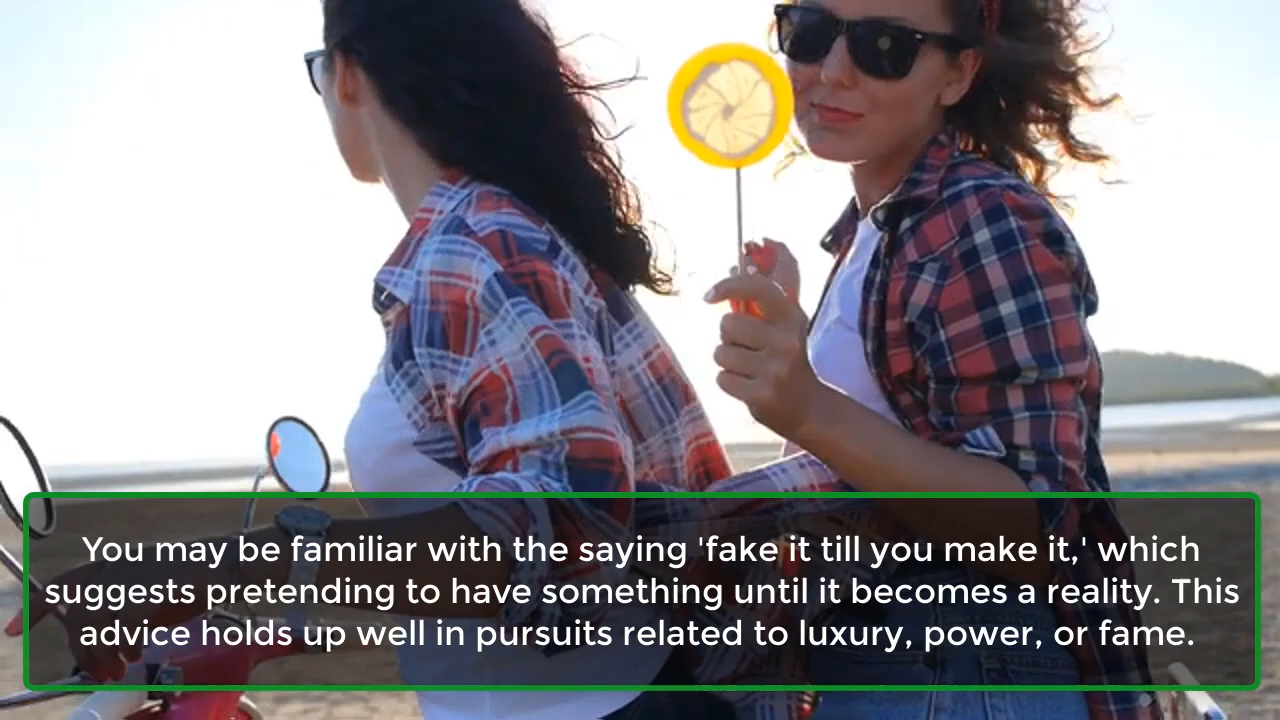 You may be familiar with the saying 'fake it till you make it,' which
suggests pretending to have something until it becomes a reality. This
advice holds up well in pursuits related to luxury, power, or fame.